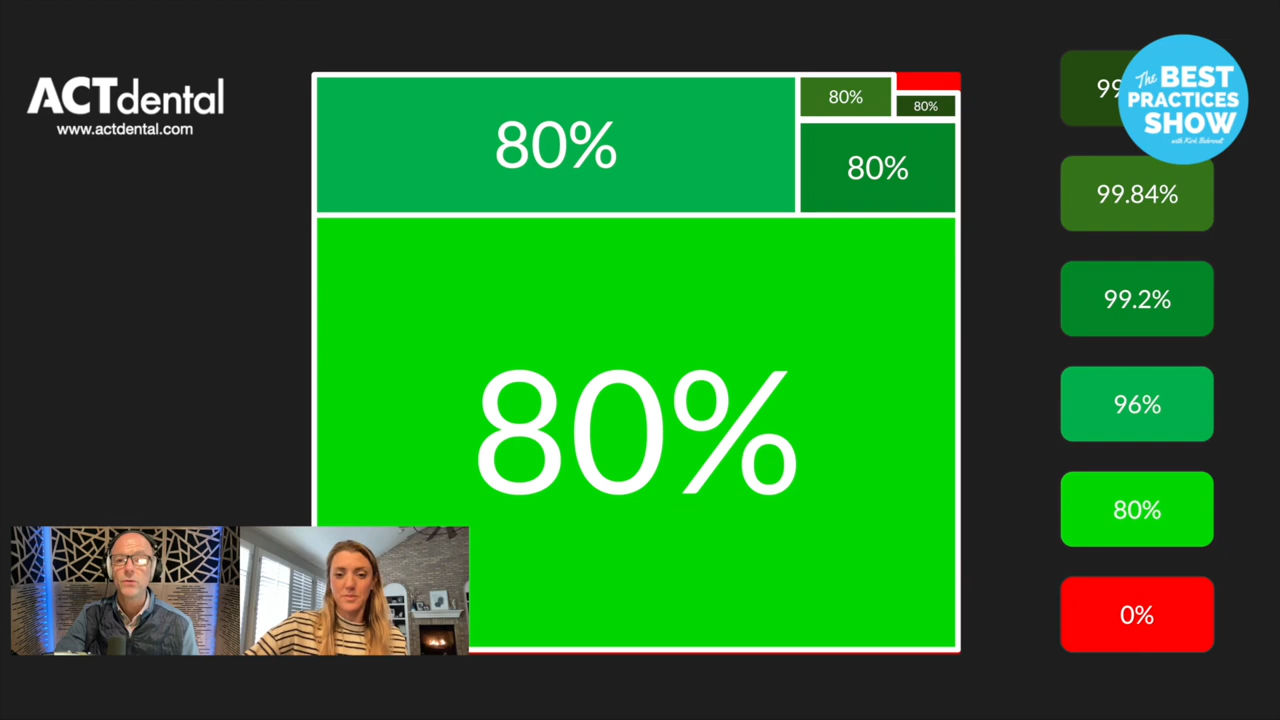 ACTdental
www.actdental.com
80%
80%
80%
80%
80%
The BEST
PRACTICES
SHOW
99.84%
99.2%
96%
80%
0%